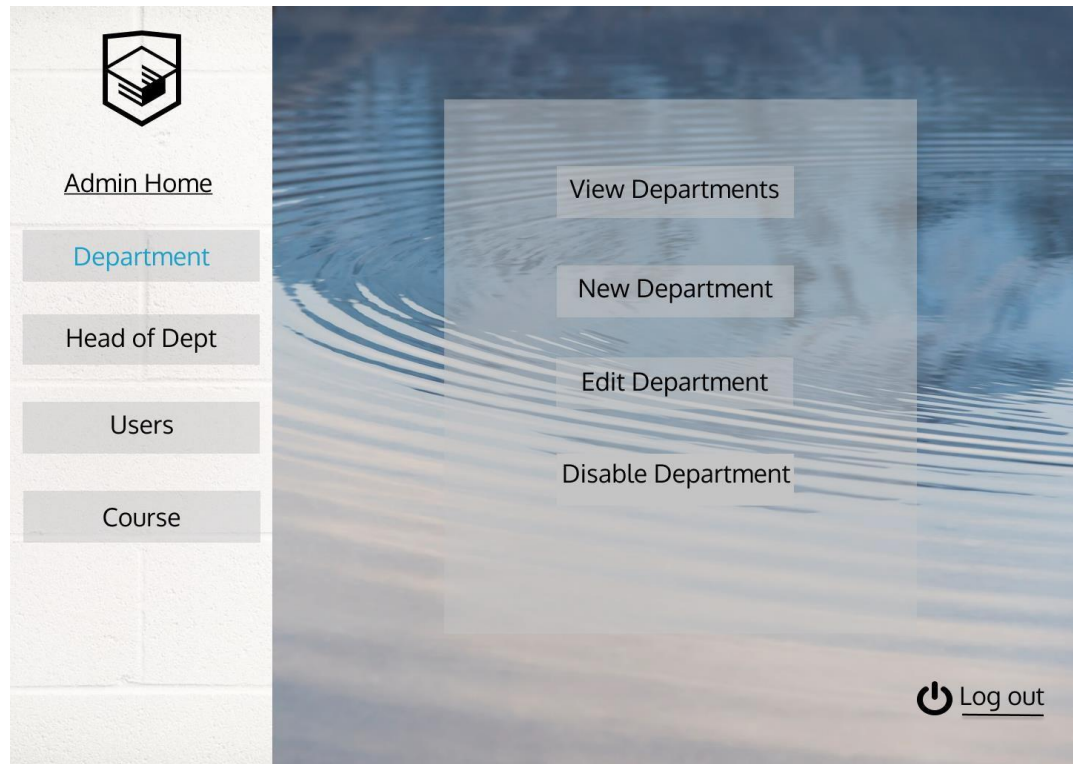 Admin Home
Department
Head of Dept
Users
Course
View Departments
New Department
Edit Department
Disable Department
Log out